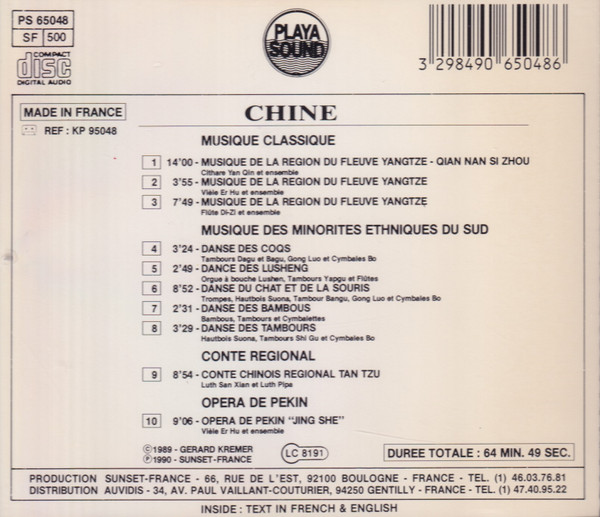 PS 65048
SF 500
COMPACT
disc
DIGITAL AUDIO
PLAYA
SOUND
3 298490 650486
MADE IN FRANCE
REF : KP 95048
CHINE
MUSIQUE CLASSIQUE
1 14'00 - MUSIQUE DE LA REGION DU FLEUVE YANGTZE - QIAN NAN SI ZHOU
Cithare Yan Qin et ensemble
2 3'55 - MUSIQUE DE LA REGION DU FLEUVE YANGTZE
Vièle Er Hu et ensemble
3 7'49 - MUSIQUE DE LA REGION DU FLEUVE YANGTZE
Flûte Di-Zi et ensemble
MUSIQUE DES MINORITES ETHNIQUES DU SUD
4 3'24 - DANSE DES COQS
Tambours Dagu et Bagu, Gong Luo et Cymbales Bo
5 2'49 - DANCE DES LUSHENG
Orgue à bouche Lushen, Tambours Yapgu et Flûtes
6 8'52 - DANSE DU CHAT ET DE LA SOURIS
Trompes, Hautbois Suona, Tambour Bangu, Gong Luo et Cymbales Bo
7 2'31 - DANSE DES BAMBOUS
Bambous, Tambours et Cymbalettes
8 3'29 - DANSE DES TAMBOURS
Hautbois Suona, Tambours Shi Gu et Cymbales Bo
CONTE REGIONAL
9 8'54 - CONTE CHINOIS REGIONAL TAN TZU
Luth San Xian et Luth Pipa
OPERA DE PEKIN
10 9'06 - OPERA DE PEKIN "JING SHE"
Vièle Er Hu et ensemble
©1989 - GERARD KREMER
℗1990 - SUNSET-FRANCE
LC 8191
DUREE TOTALE : 64 MIN. 49 SEC.
PRODUCTION SUNSET-FRANCE - 66, RUE DE L'EST, 92100 BOULOGNE - FRANCE - TEL. (1) 46.03.76.81
DISTRIBUTION AUVIDIS - 34, AV. PAUL VAILLANT-COUTURIER, 94250 GENTILLY - FRANCE - TEL. (1) 47.40.95.22
INSIDE : TEXT IN FRENCH & ENGLISH